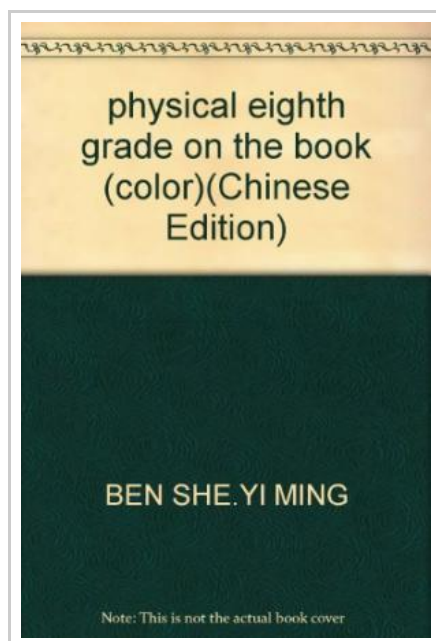 physical eighth
grade on the book
(color)(Chinese
Edition)
BEN SHE.YI MING
Note: This is not the actual book cover